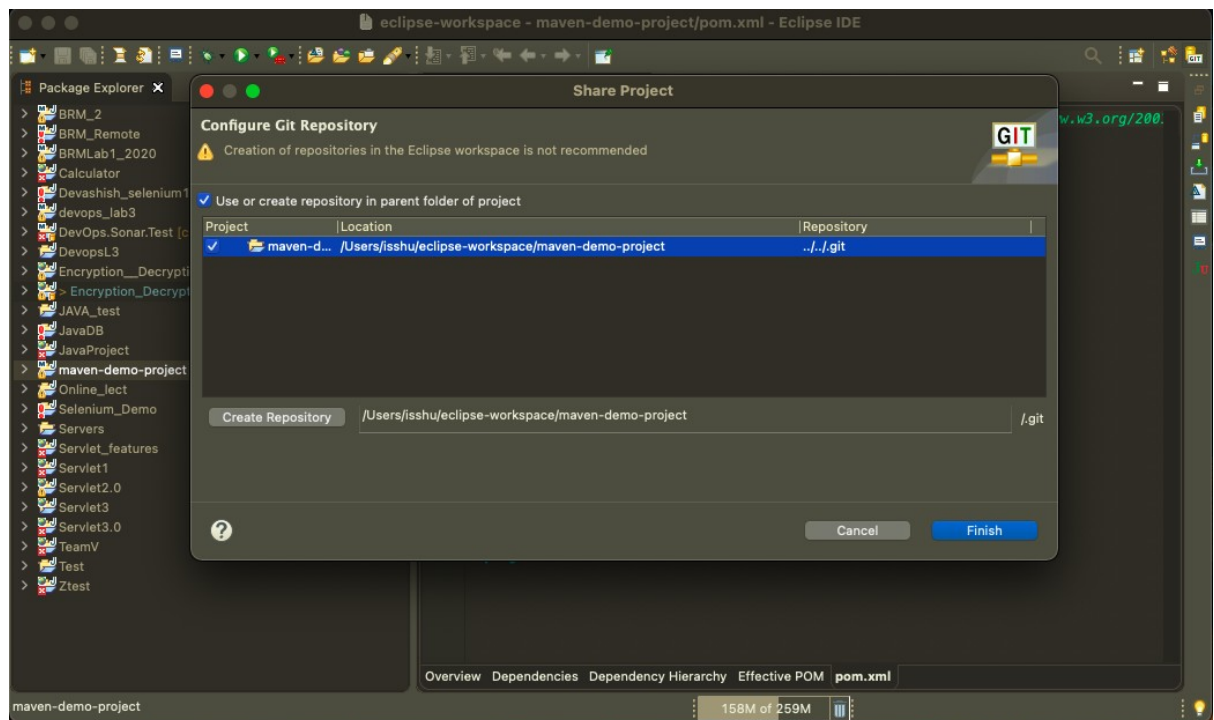 eclipse-workspace - maven-demo-project/pom.xml - Eclipse IDE
GIT
Package Explorer
BRM_2
BRM_Remote
BRMLab1_2020
Calculator
Devashish_selenium1
devops_lab3
DevOps.Sonar.Test [c
DevopsL3
Encryption__Decrypti
> Encryption_Decrypt
JAVA_test
JavaDB
JavaProject
maven-demo-project
Online_lect
Selenium_Demo
Servers
Servlet_features
Servlet1
Servlet2.0
Servlet3
Servlet3.0
TeamV
Test
Ztest
w.w3.org/200
Share Project
Configure Git Repository
Creation of repositories in the Eclipse workspace is not recommended
GIT
Use or create repository in parent folder of project
Project Location Repository
maven-d... /Users/isshu/eclipse-workspace/maven-demo-project ../../.git
Create Repository /Users/isshu/eclipse-workspace/maven-demo-project /.git
Cancel Finish
Overview Dependencies Dependency Hierarchy Effective POM pom.xml
maven-demo-project 158M of 259M